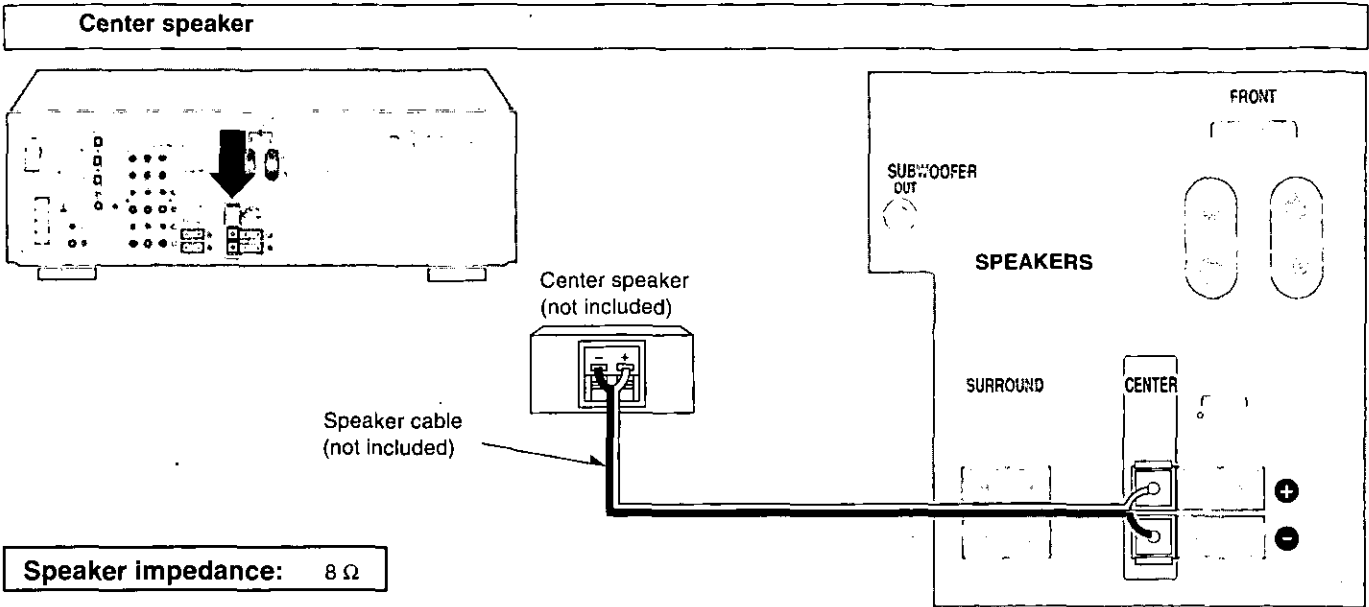 Center speaker
FRONT
SUBWOOFER
OUT
SPEAKERS
Center speaker
(not included)
- +
SURROUND
CENTER
Speaker cable
(not included)
+
-
Speaker impedance: 8 Ω